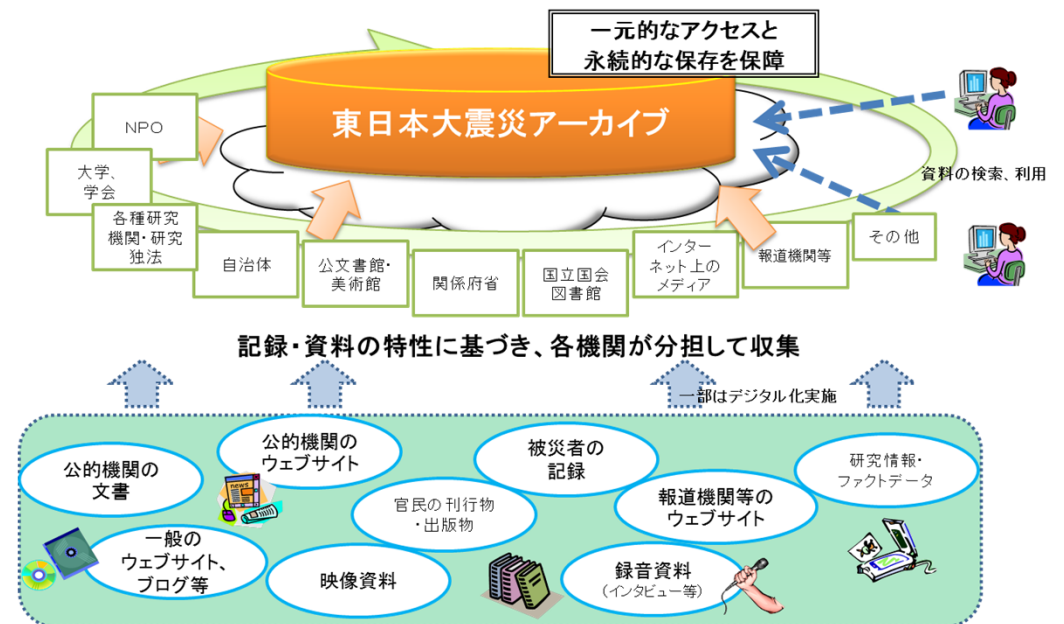 一元的なアクセスと
永続的な保存を保障
東日本大震災アーカイブ
NPO
大学、
学会
各種研究
機関・研究
独法
自治体
公文書館・
美術館
関係府省
国立国会
図書館
インター
ネット上の
メディア
報道機関等
その他
資料の検索、利用
記録・資料の特性に基づき、各機関が分担して収集
一部はデジタル化実施
公的機関の
文書
公的機関の
ウェブサイト
news
被災者の
記録
研究情報・
ファクトデータ
官民の刊行物
・出版物
報道機関等の
ウェブサイト
一般の
ウェブサイト、
ブログ等
映像資料
録音資料
(インタビュー等)